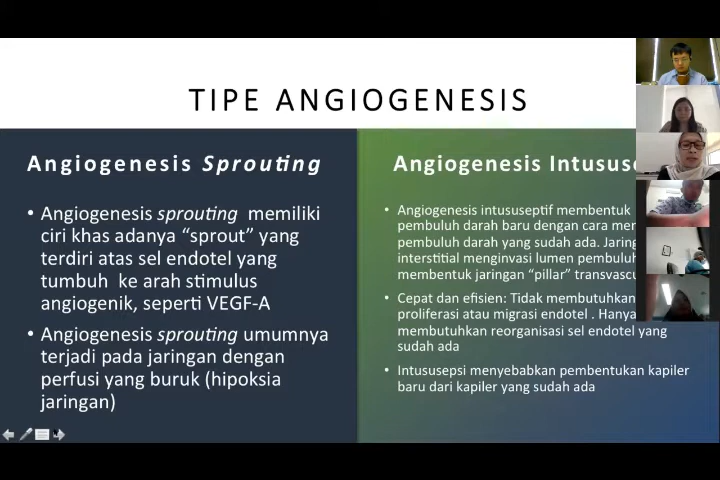 TIPE ANGIOGENESIS
Angiogenesis Sprouting
• Angiogenesis sprouting memiliki
ciri khas adanya “sprout” yang
terdiri atas sel endotel yang
tumbuh ke arah stimulus
angiogenik, seperti VEGF-A
• Angiogenesis sprouting umumnya
terjadi pada jaringan dengan
perfusi yang buruk (hipoksia
jaringan)
Angiogenesis Intususe
• Angiogenesis intususeptif membentuk
pembuluh darah baru dengan cara mer
pembuluh darah yang sudah ada. Jaring
interstitial menginvasi lumen pembuluh
membentuk jaringan “pillar” transvascu
• Cepat dan efisien: Tidak membutuhkan
proliferasi atau migrasi endotel . Hanya
membutuhkan reorganisasi sel endotel yang
sudah ada
• Intususepsi menyebabkan pembentukan kapiler
baru dari kapiler yang sudah ada